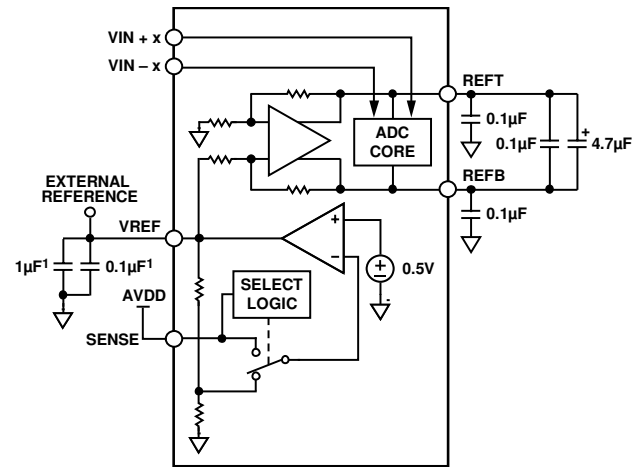 VIN + x
VIN – x
REFT
0.1µF
0.1µF
+
4.7µF
ADC
CORE
REFB
0.1µF
EXTERNAL
REFERENCE
VREF
1µF¹
0.1µF¹
+
–
0.5V
SELECT
LOGIC
AVDD
SENSE